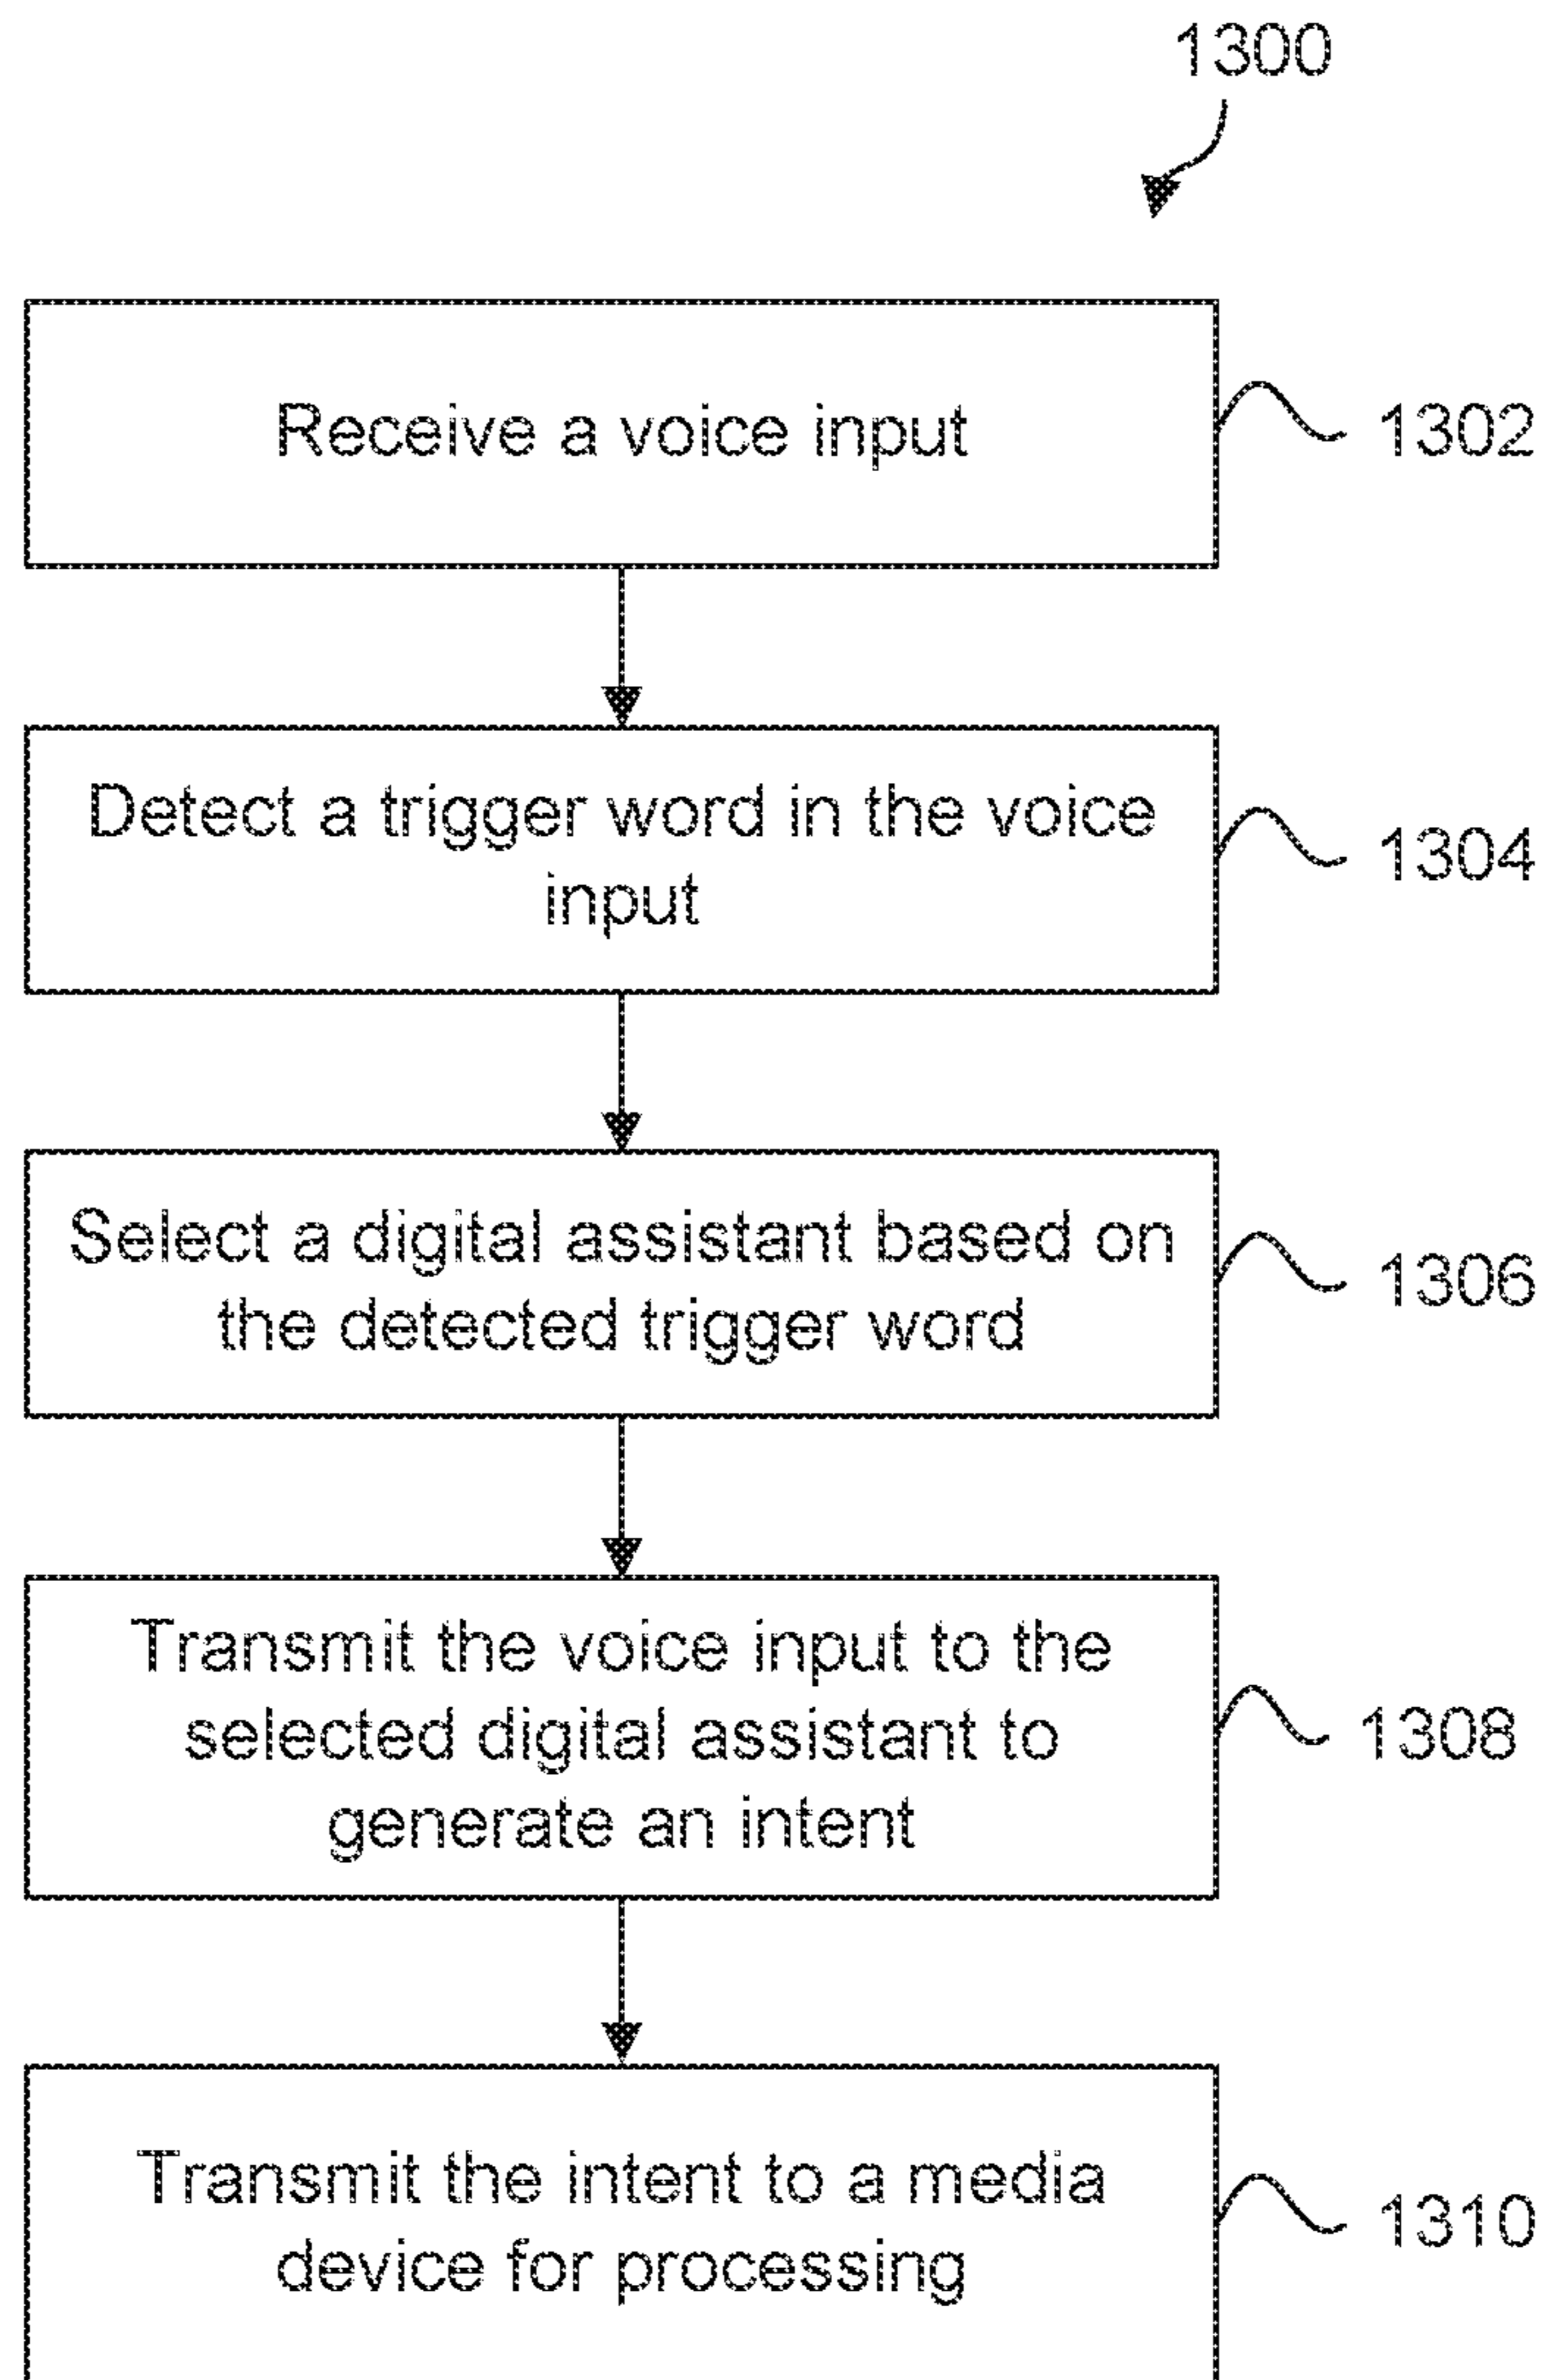 1300
Receive a voice input
1302
Detect a trigger word in the voice
input
1304
Select a digital assistant based on
the detected trigger word
1306
Transmit the voice input to the
selected digital assistant to
generate an intent
1308
Transmit the intent to a media
device for processing
1310